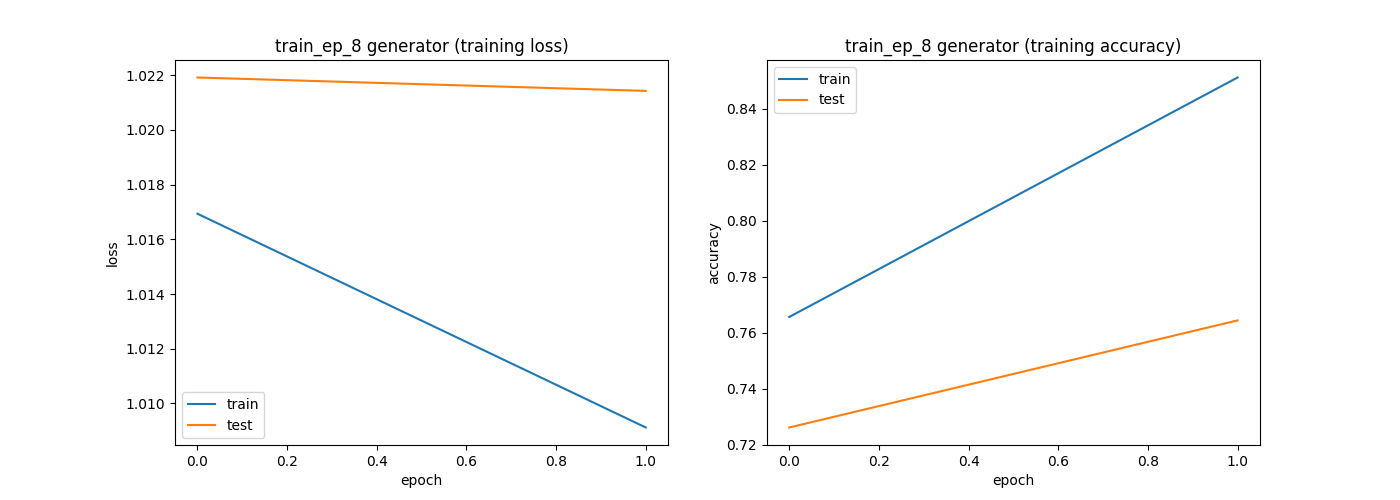 train_ep_8 generator (training loss)
1.022
1.020
1.018
1.016
1.014
1.012
1.010
loss
train
test
0.0 0.2 0.4 0.6 0.8 1.0
epoch
train_ep_8 generator (training accuracy)
train
test
0.84
0.82
0.80
0.78
0.76
0.74
0.72
accuracy
0.0 0.2 0.4 0.6 0.8 1.0
epoch